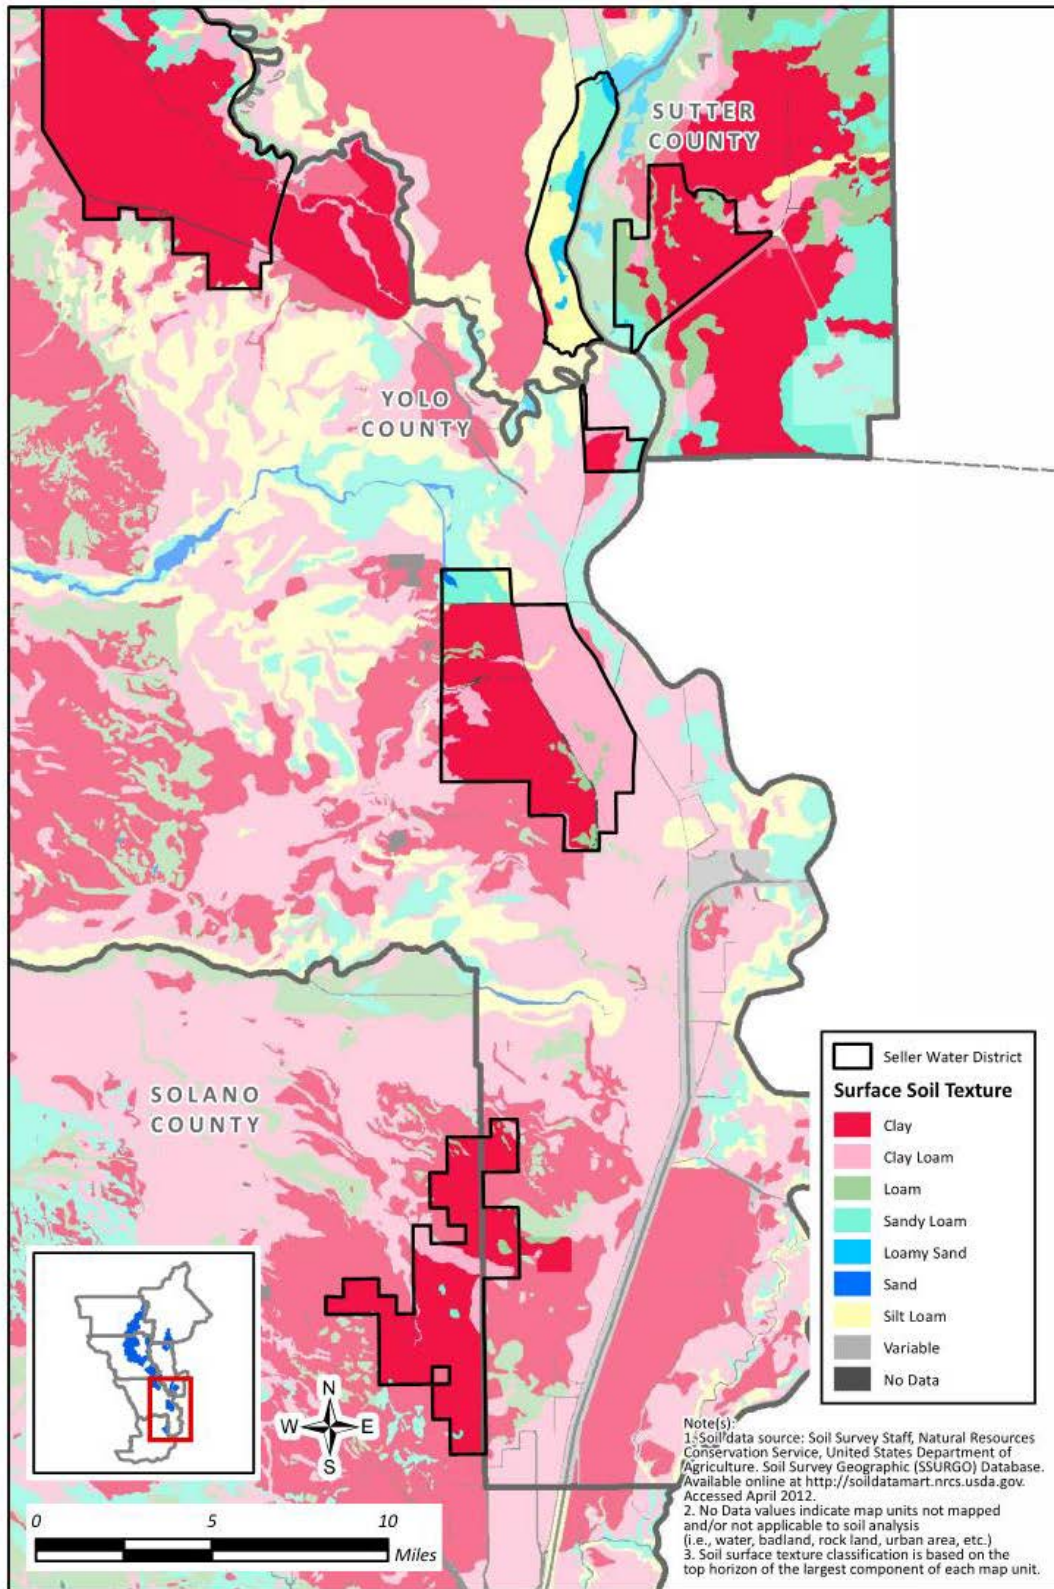 SUTTER
COUNTY
YOLO
COUNTY
SOLANO
COUNTY
Seller Water District
Surface Soil Texture
Clay
Clay Loam
Loam
Sandy Loam
Loamy Sand
Sand
Silt Loam
Variable
No Data
N
W E
S
0 5 10
Miles
Note(s):
1. Soil data source: Soil Survey Staff, Natural Resources
Conservation Service, United States Department of
Agriculture. Soil Survey Geographic (SSURGO) Database.
Available online at http://soildatamart.nrcs.usda.gov.
Accessed April 2012.
2. No Data values indicate map units not mapped
and/or not applicable to soil analysis
(i.e., water, badland, rock land, urban area, etc.)
3. Soil surface texture classification is based on the
top horizon of the largest component of each map unit.